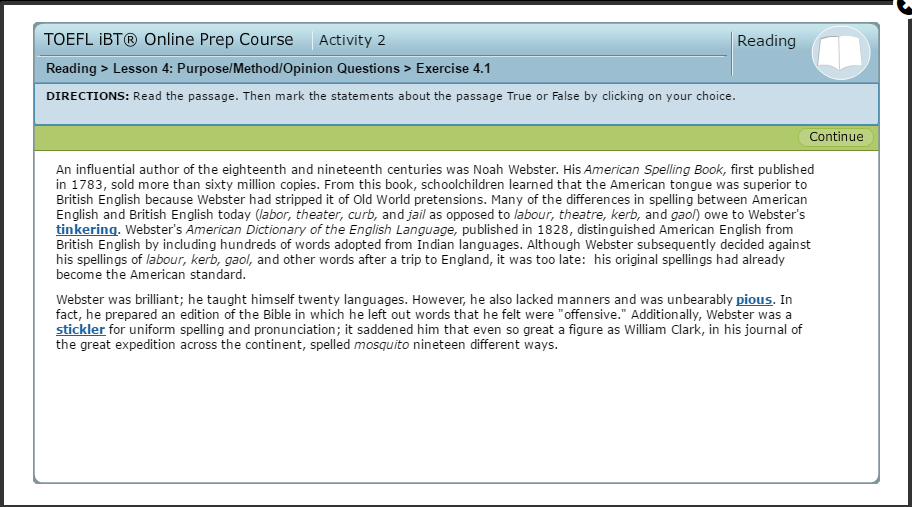 TOEFL iBT® Online Prep Course
Activity 2
Reading
Reading > Lesson 4: Purpose/Method/Opinion Questions > Exercise 4.1
DIRECTIONS: Read the passage. Then mark the statements about the passage True or False by clicking on your choice.
Continue
An influential author of the eighteenth and nineteenth centuries was Noah Webster. His American Spelling Book, first published
in 1783, sold more than sixty million copies. From this book, schoolchildren learned that the American tongue was superior to
British English because Webster had stripped it of Old World pretensions. Many of the differences in spelling between American
English and British English today (labor, theater, curb, and jail as opposed to labour, theatre, kerb, and gaol) owe to Webster's
tinkering. Webster's American Dictionary of the English Language, published in 1828, distinguished American English from
British English by including hundreds of words adopted from Indian languages. Although Webster subsequently decided against
his spellings of labour, kerb, gaol, and other words after a trip to England, it was too late:  his original spellings had already
become the American standard.
Webster was brilliant; he taught himself twenty languages. However, he also lacked manners and was unbearably pious. In
fact, he prepared an edition of the Bible in which he left out words that he felt were "offensive." Additionally, Webster was a
stickler for uniform spelling and pronunciation; it saddened him that even so great a figure as William Clark, in his journal of
the great expedition across the continent, spelled mosquito nineteen different ways.